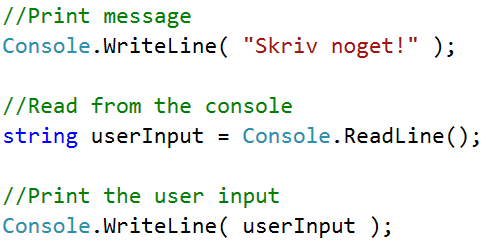 //Print message
Console.WriteLine( "Skriv noget!" );
//Read from the console
string userInput = Console.ReadLine();
//Print the user input
Console.WriteLine( userInput );